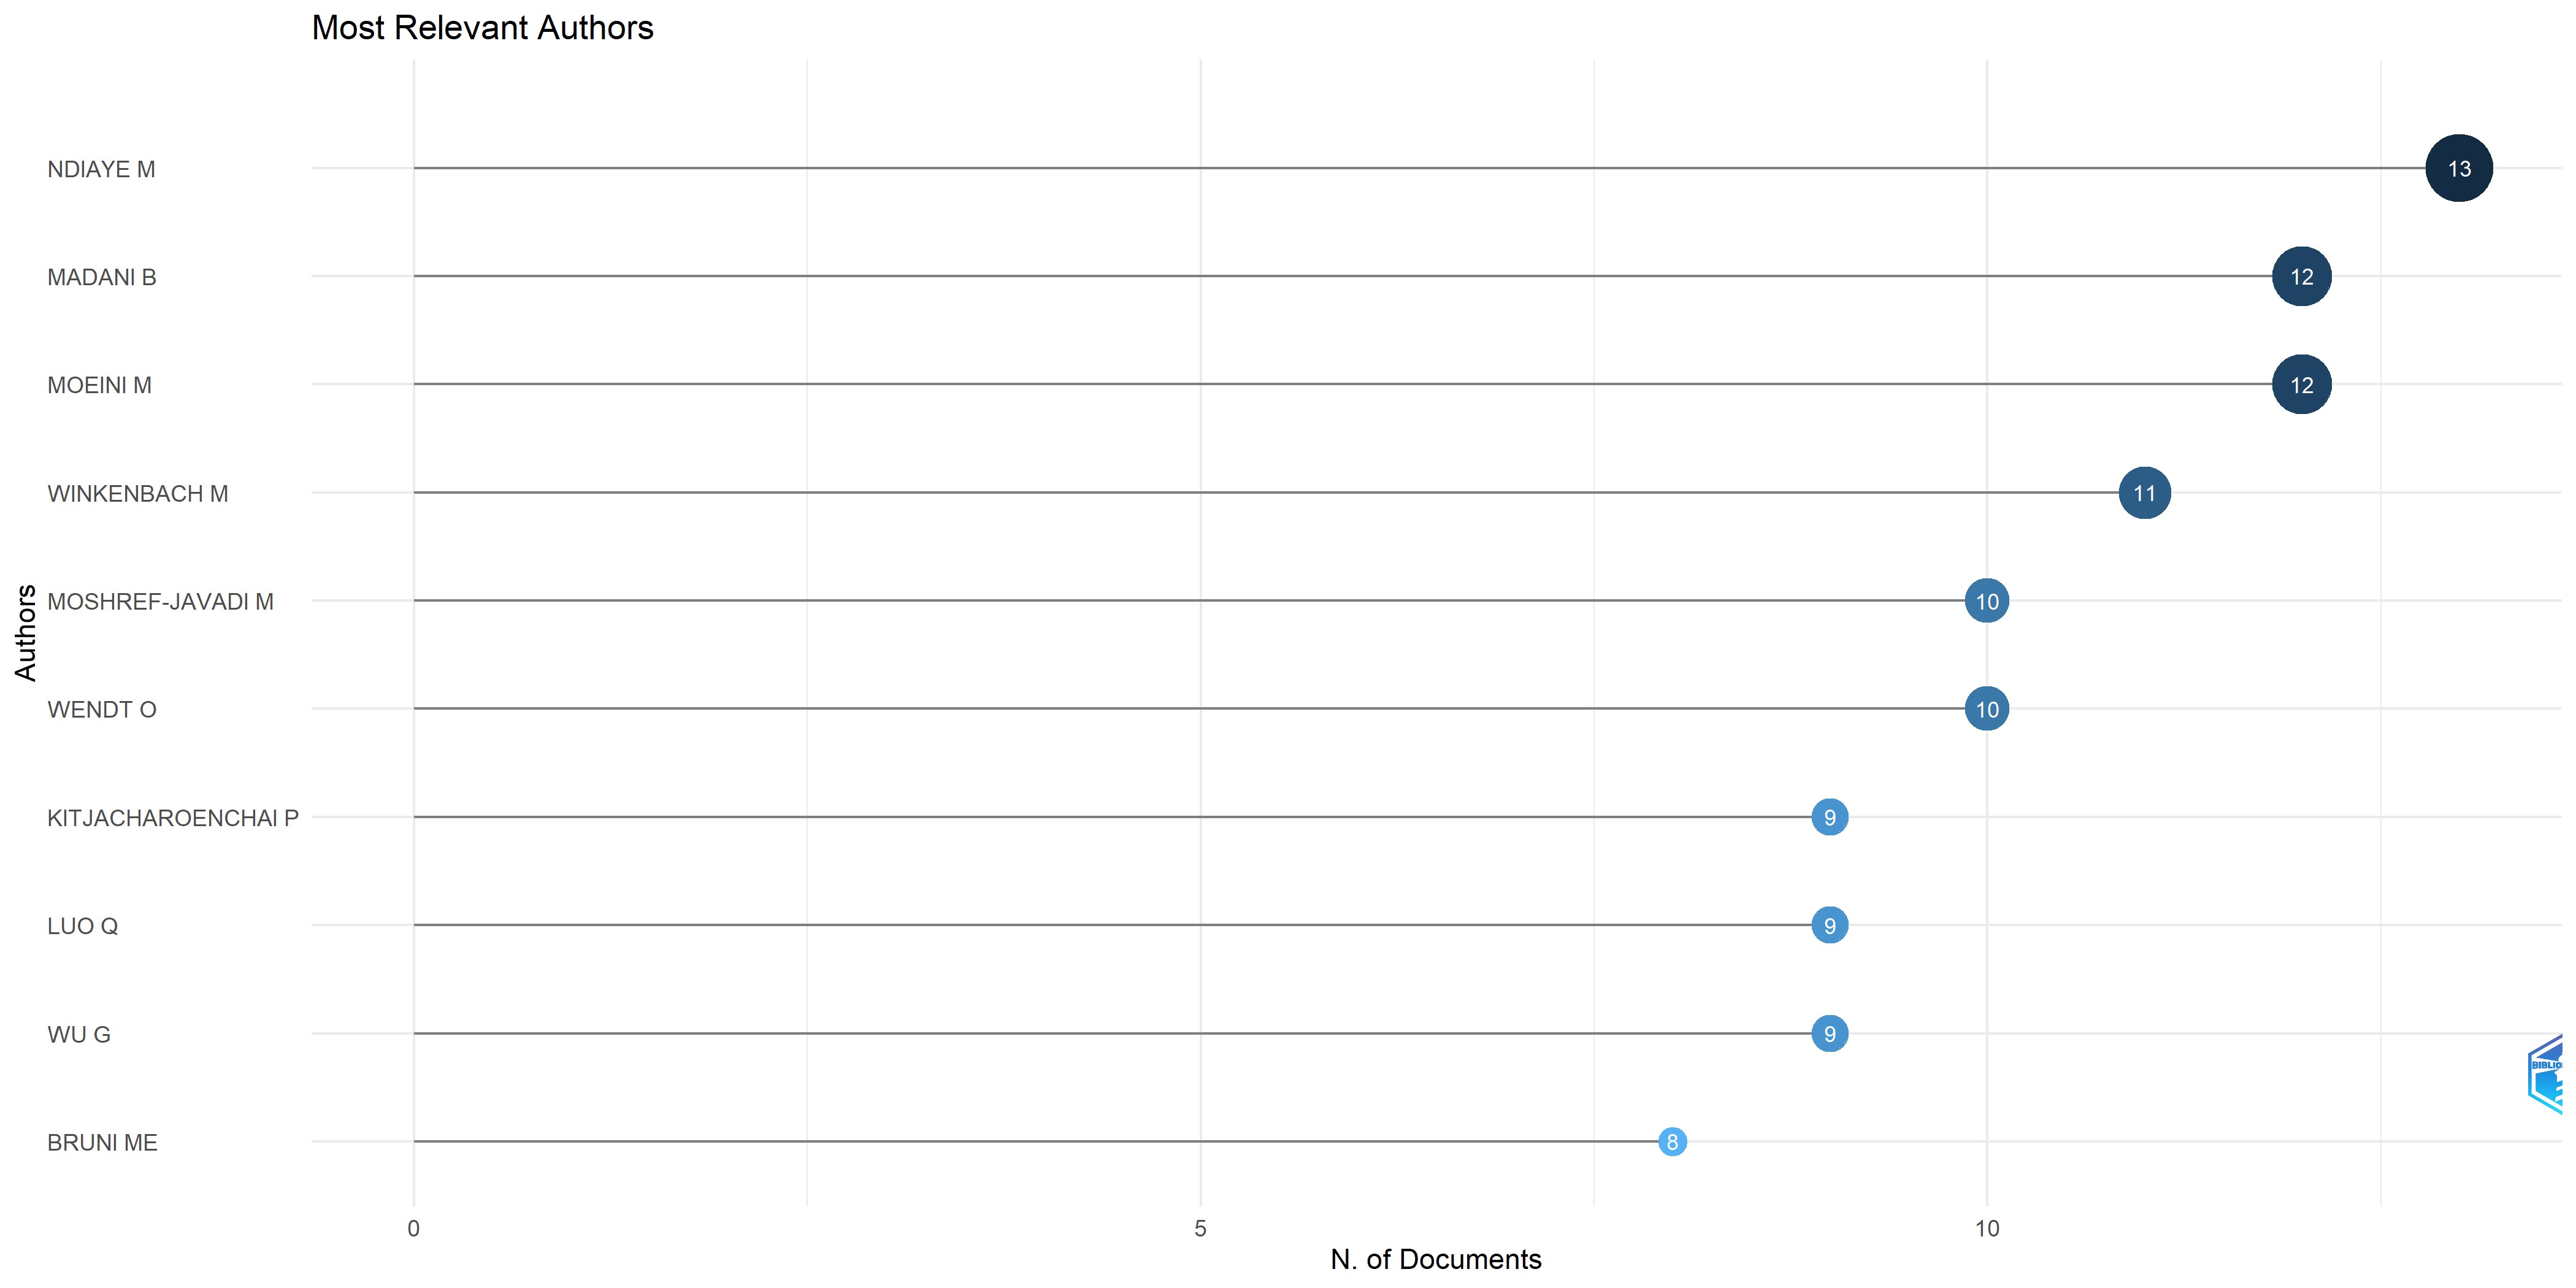 Most Relevant Authors
NDIAYE M
13
MADANI B
12
MOEINI M
12
WINKENBACH M
11
MOSHREF-JAVADI M
10
WENDT O
10
KITJACHAROENCHAI P
9
LUO Q
9
WU G
9
BRUNI ME
8
Authors
0 5 10
N. of Documents
BIBLIO